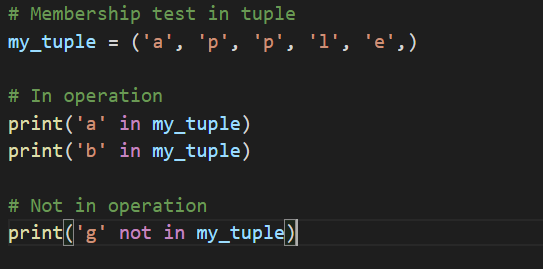 # Membership test in tuple
my_tuple = ('a', 'p', 'p', 'l', 'e',)
# In operation
print('a' in my_tuple)
print('b' in my_tuple)
# Not in operation
print('g' not in my_tuple)